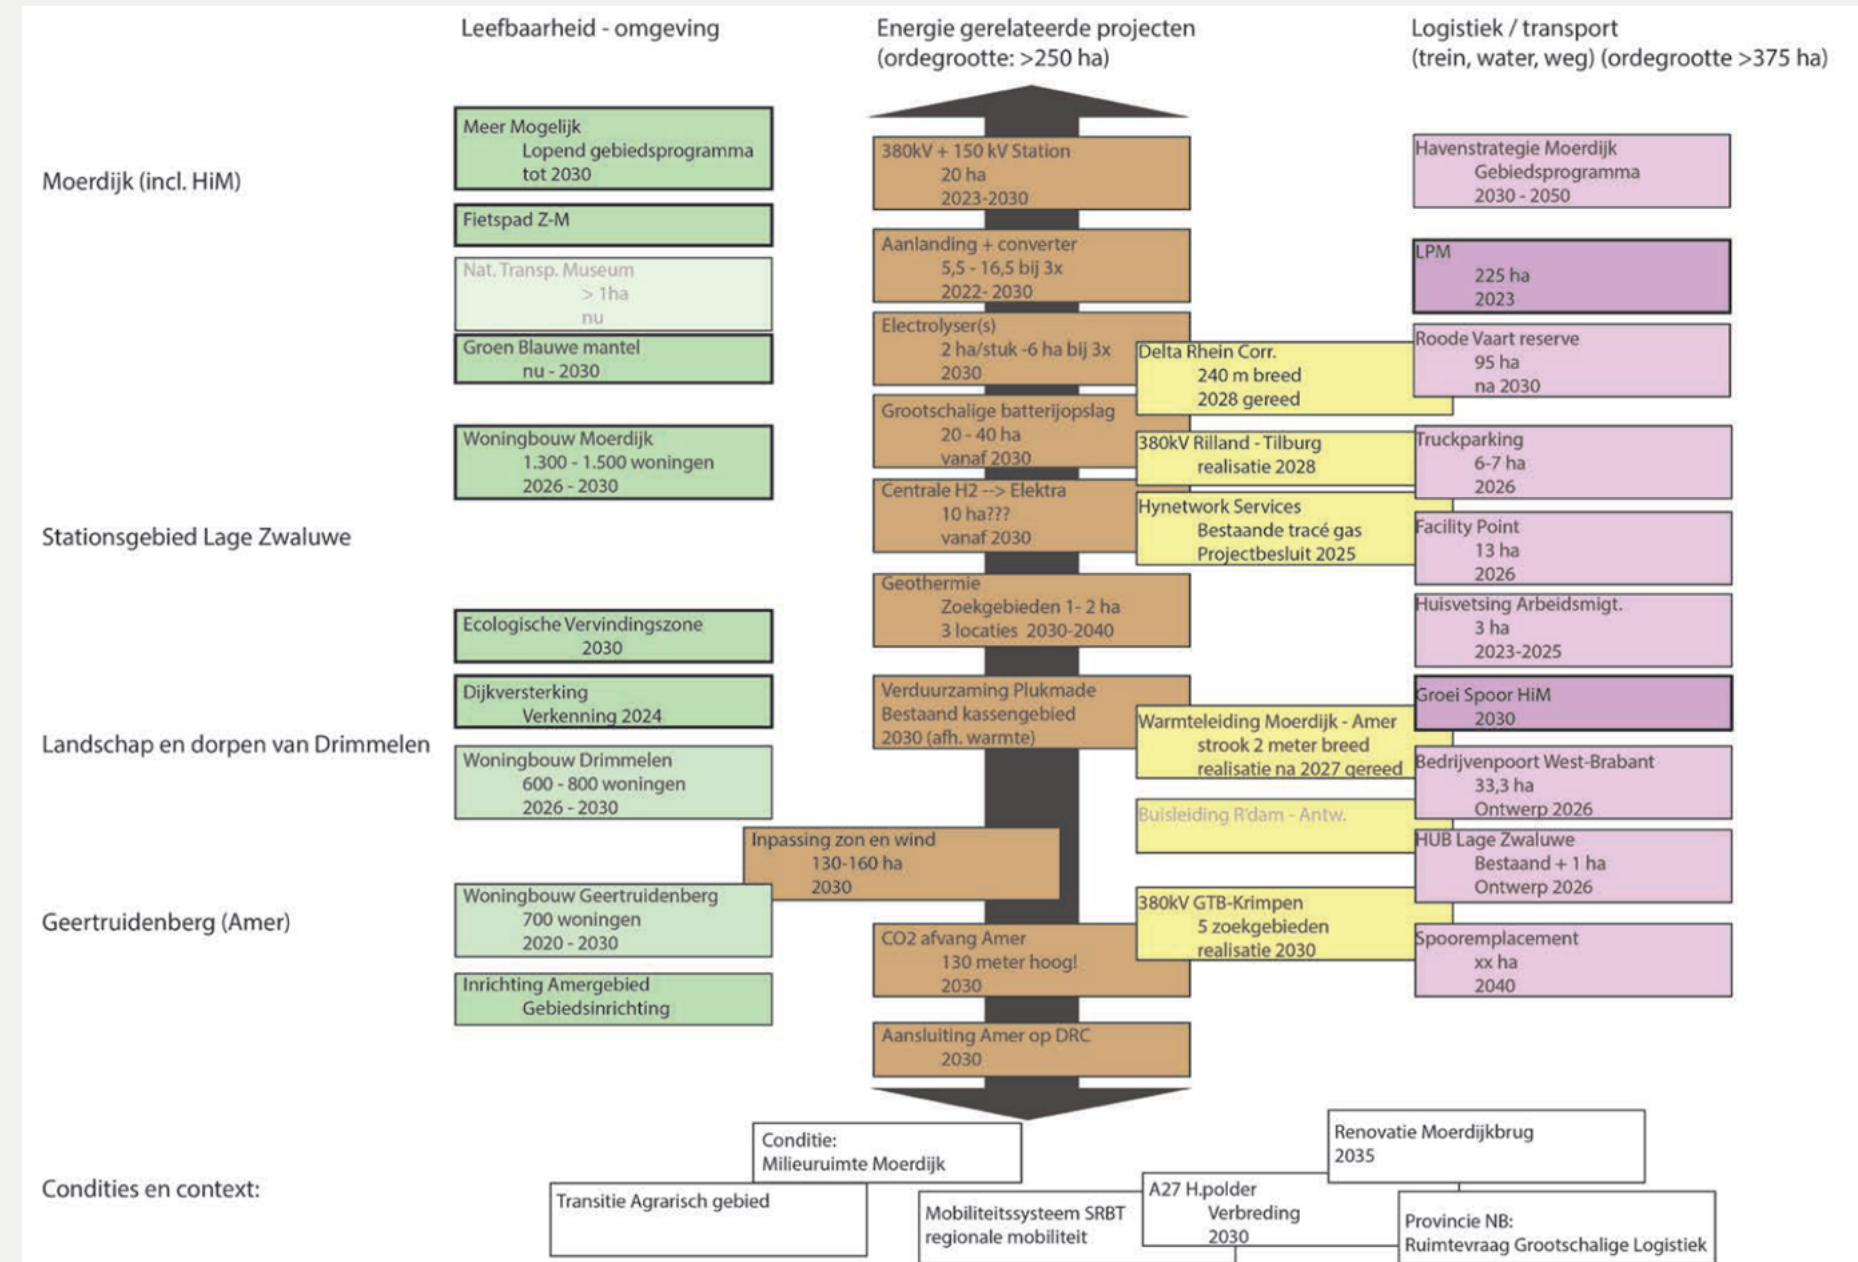 Leefbaarheid - omgeving
Energie gerelateerde projecten
(ordegrootte: >250 ha)
Logistiek / transport
(trein, water, weg) (ordegrootte >375 ha)
Moerdijk (incl. HiM)
Stationsgebied Lage Zwaluwe
Landschap en dorpen van Drimmelen
Geertruidenberg (Amer)
Condities en context:
Meer Mogelijk
Lopend gebiedsprogramma
tot 2030
Fietspad Z-M
Nat. Transp. Museum
> 1ha
nu
Groen Blauwe mantel
nu - 2030
Woningbouw Moerdijk
1.300 - 1.500 woningen
2026 - 2030
Ecologische Vervindingszone
2030
Dijkversterking
Verkenning 2024
Woningbouw Drimmelen
600 - 800 woningen
2026 - 2030
Woningbouw Geertruidenberg
700 woningen
2020 - 2030
Inrichting Amergebied
Gebiedsinrichting
380kV + 150 kV Station
20 ha
2023-2030
Aanlanding + converter
5,5 - 16,5 bij 3x
2022- 2030
Electrolyser(s)
2 ha/stuk -6 ha bij 3x
2030
Grootschalige batterijopslag
20 - 40 ha
vanaf 2030
Centrale H2 --> Elektra
10 ha???
vanaf 2030
Geothermie
Zoekgebieden 1- 2 ha
3 locaties 2030-2040
Verduurzaming Plukmade
Bestaand kassengebied
2030 (afh. warmte)
Inpassing zon en wind
130-160 ha
2030
CO2 afvang Amer
130 meter hoog!
2030
Aansluiting Amer op DRC
2030
Delta Rhein Corr.
240 m breed
2028 gereed
380kV Rilland - Tilburg
realisatie 2028
Hynetwork Services
Bestaande tracé gas
Projectbesluit 2025
Warmteleiding Moerdijk - Amer
strook 2 meter breed
realisatie na 2027 gereed
Buisleiding R'dam - Antw.
380kV GTB-Krimpen
5 zoekgebieden
realisatie 2030
Havenstrategie Moerdijk
Gebiedsprogramma
2030 - 2050
LPM
225 ha
2023
Roode Vaart reserve
95 ha
na 2030
Truckparking
6-7 ha
2026
Facility Point
13 ha
2026
Huisvetsing Arbeidsmigt.
3 ha
2023-2025
Groei Spoor HiM
2030
Bedrijvenpoort West-Brabant
33,3 ha
Ontwerp 2026
HUB Lage Zwaluwe
Bestaand + 1 ha
Ontwerp 2026
Spooremplacement
xx ha
2040
Conditie:
Milieuruimte Moerdijk
Transitie Agrarisch gebied
Mobiliteitssysteem SRBT
regionale mobiliteit
A27 H.polder
Verbreding
2030
Renovatie Moerdijkbrug
2035
Provincie NB:
Ruimtevraag Grootschalige Logistiek